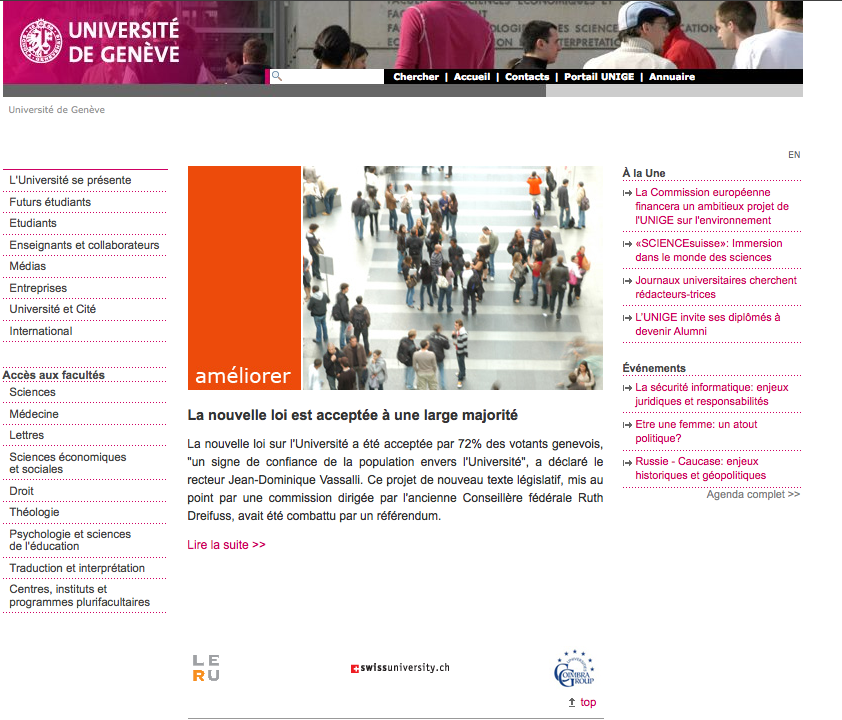 UNIVERSITÉ
DE GENÈVE
Chercher | Accueil | Contacts | Portail UNIGE | Annuaire
Université de Genève
EN
L'Université se présente
Futurs étudiants
Etudiants
Enseignants et collaborateurs
Médias
Entreprises
Université et Cité
International
Accès aux facultés
Sciences
Médecine
Lettres
Sciences économiques
et sociales
Droit
Théologie
Psychologie et sciences
de l'éducation
Traduction et interprétation
Centres, instituts et
programmes plurifacultaires
améliorer
La nouvelle loi est acceptée à une large majorité
La nouvelle loi sur l'Université a été acceptée par 72% des votants genevois,
"un signe de confiance de la population envers l'Université", a déclaré le
recteur Jean-Dominique Vassalli. Ce projet de nouveau texte législatif, mis au
point par une commission dirigée par l'ancienne Conseillère fédérale Ruth
Dreifuss, avait été combattu par un référendum.
Lire la suite >>
À la Une
La Commission européenne
financera un ambitieux projet de
l'UNIGE sur l'environnement
«SCIENCEsuisse»: Immersion
dans le monde des sciences
Journaux universitaires cherchent
rédacteurs-trices
L'UNIGE invite ses diplômés à
devenir Alumni
Événements
La sécurité informatique: enjeux
juridiques et responsabilités
Etre une femme: un atout
politique?
Russie - Caucase: enjeux
historiques et géopolitiques
Agenda complet >>
LE
RU
swissuniversity.ch
COIMBRA
GROUP
top